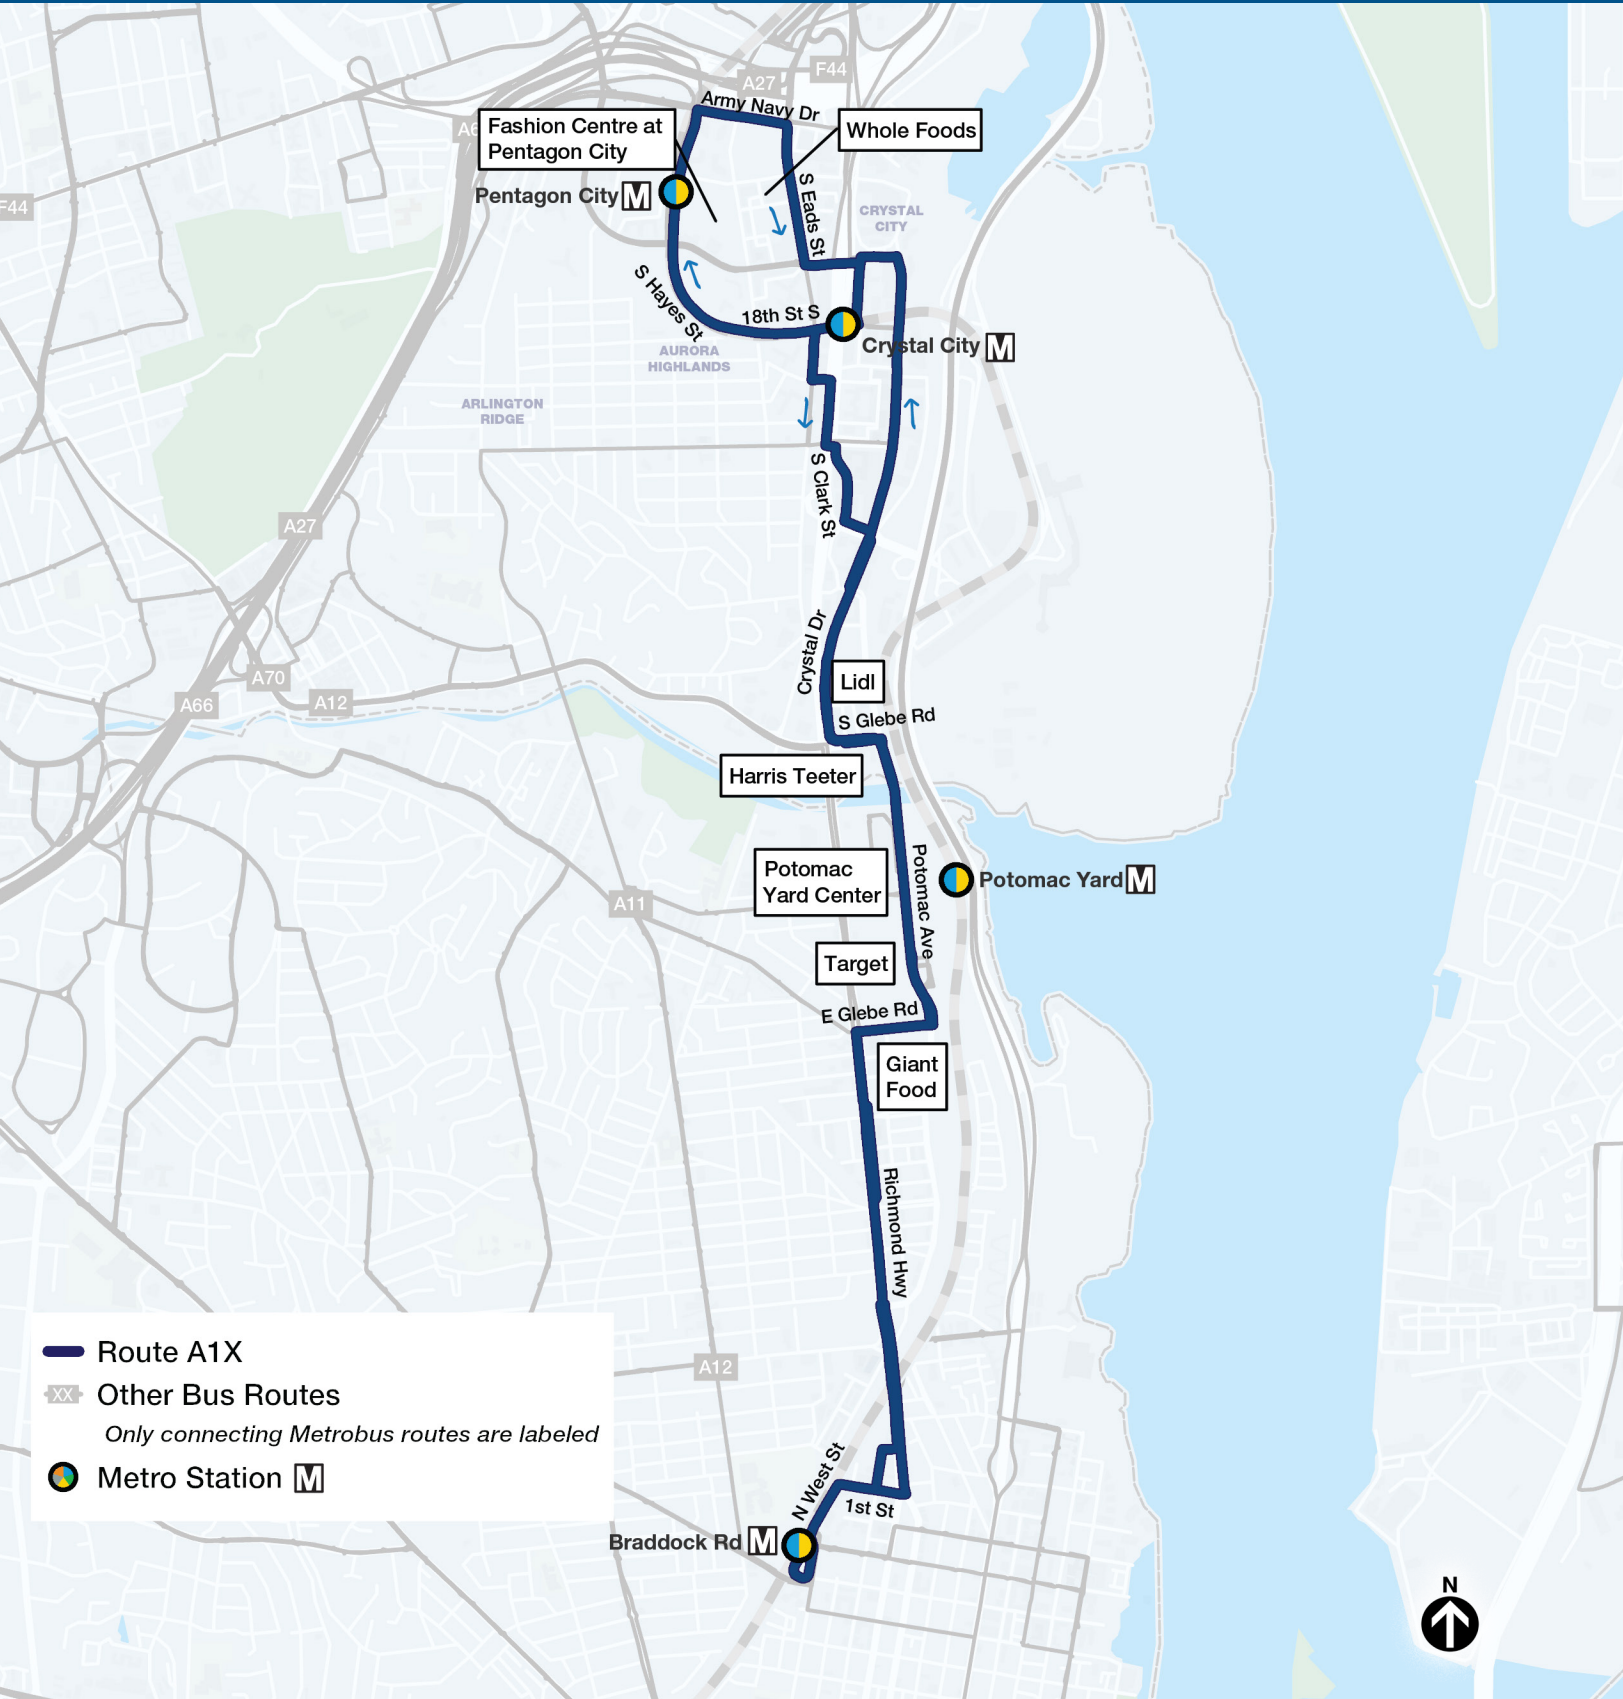 F44
A27
Army Navy Dr
Fashion Centre at
Pentagon City
Whole Foods
Pentagon City M
F44
S Eads St
CRYSTAL
CITY
S Hayes St
18th St S
Crystal City M
AURORA
HIGHLANDS
ARLINGTON
RIDGE
S Clark St
A27
Crystal Dr
A70
A66
A12
Lidl
S Glebe Rd
Harris Teeter
Potomac
Yard Center
Potomac Ave
Potomac Yard M
A11
Target
E Glebe Rd
Giant
Food
Richmond Hwy
A12
Route A1X
XX Other Bus Routes
Only connecting Metrobus routes are labeled
Metro Station M
N West St
1st St
Braddock Rd M
N